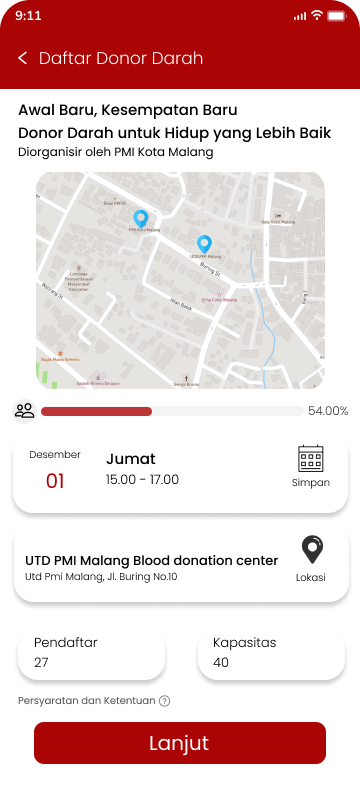 9:11
Daftar Donor Darah
Awal Baru, Kesempatan Baru
Donor Darah untuk Hidup yang Lebih Baik
Diorganisir oleh PMI Kota Malang
PMI Kota Malang
UTD PMI Malang
Buring St
Jalan Belak
54.00%
Desember
01
Jumat
15.00 - 17.00
Simpan
UTD PMI Malang Blood donation center
Utd Pmi Malang, Jl. Buring No.10
Lokasi
Pendaftar
27
Kapasitas
40
Persyaratan dan Ketentuan ?
Lanjut